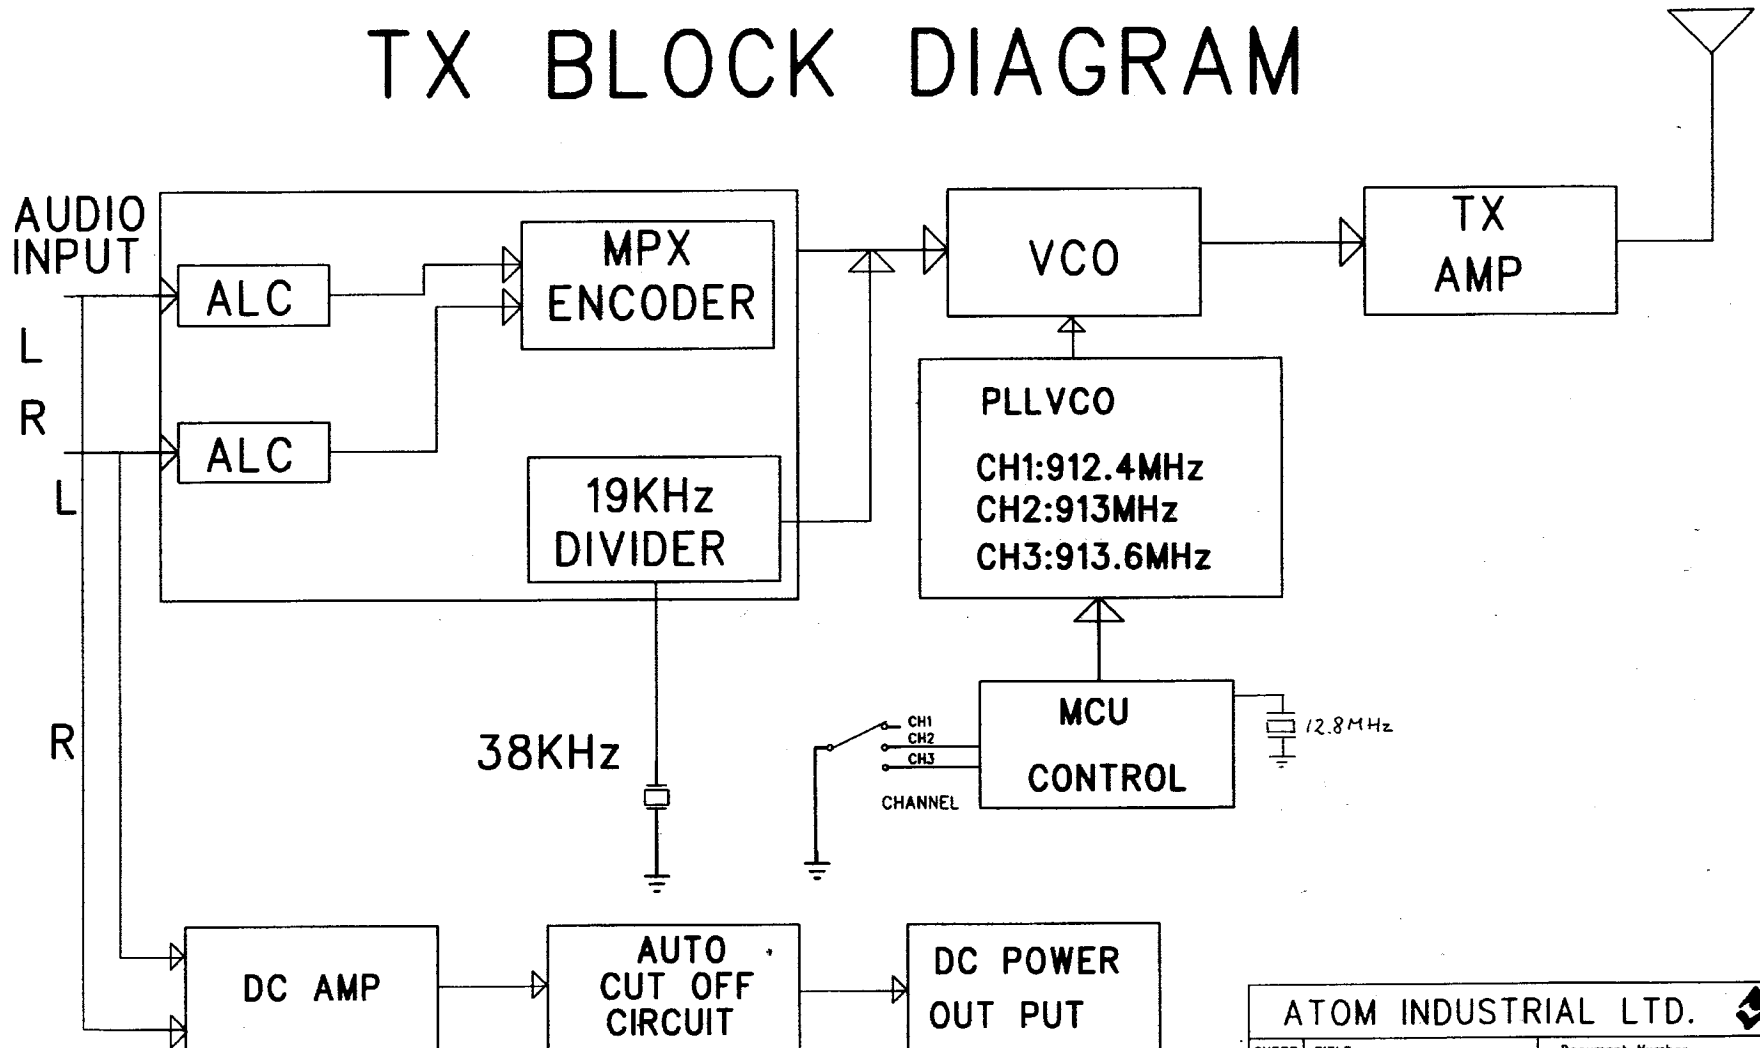 TX BLOCK DIAGRAM
AUDIO
INPUT
L
R
L
R
ALC
ALC
MPX
ENCODER
19KHz
DIVIDER
38KHz
VCO
TX
AMP
PLLVCO
CH1:912.4MHz
CH2:913MHz
CH3:913.6MHz
MCU
CONTROL
CH1
CH2
CH3
CHANNEL
12.8MHz
DC AMP
AUTO
CUT OFF
CIRCUIT
DC POWER
OUT PUT
ATOM INDUSTRIAL LTD.